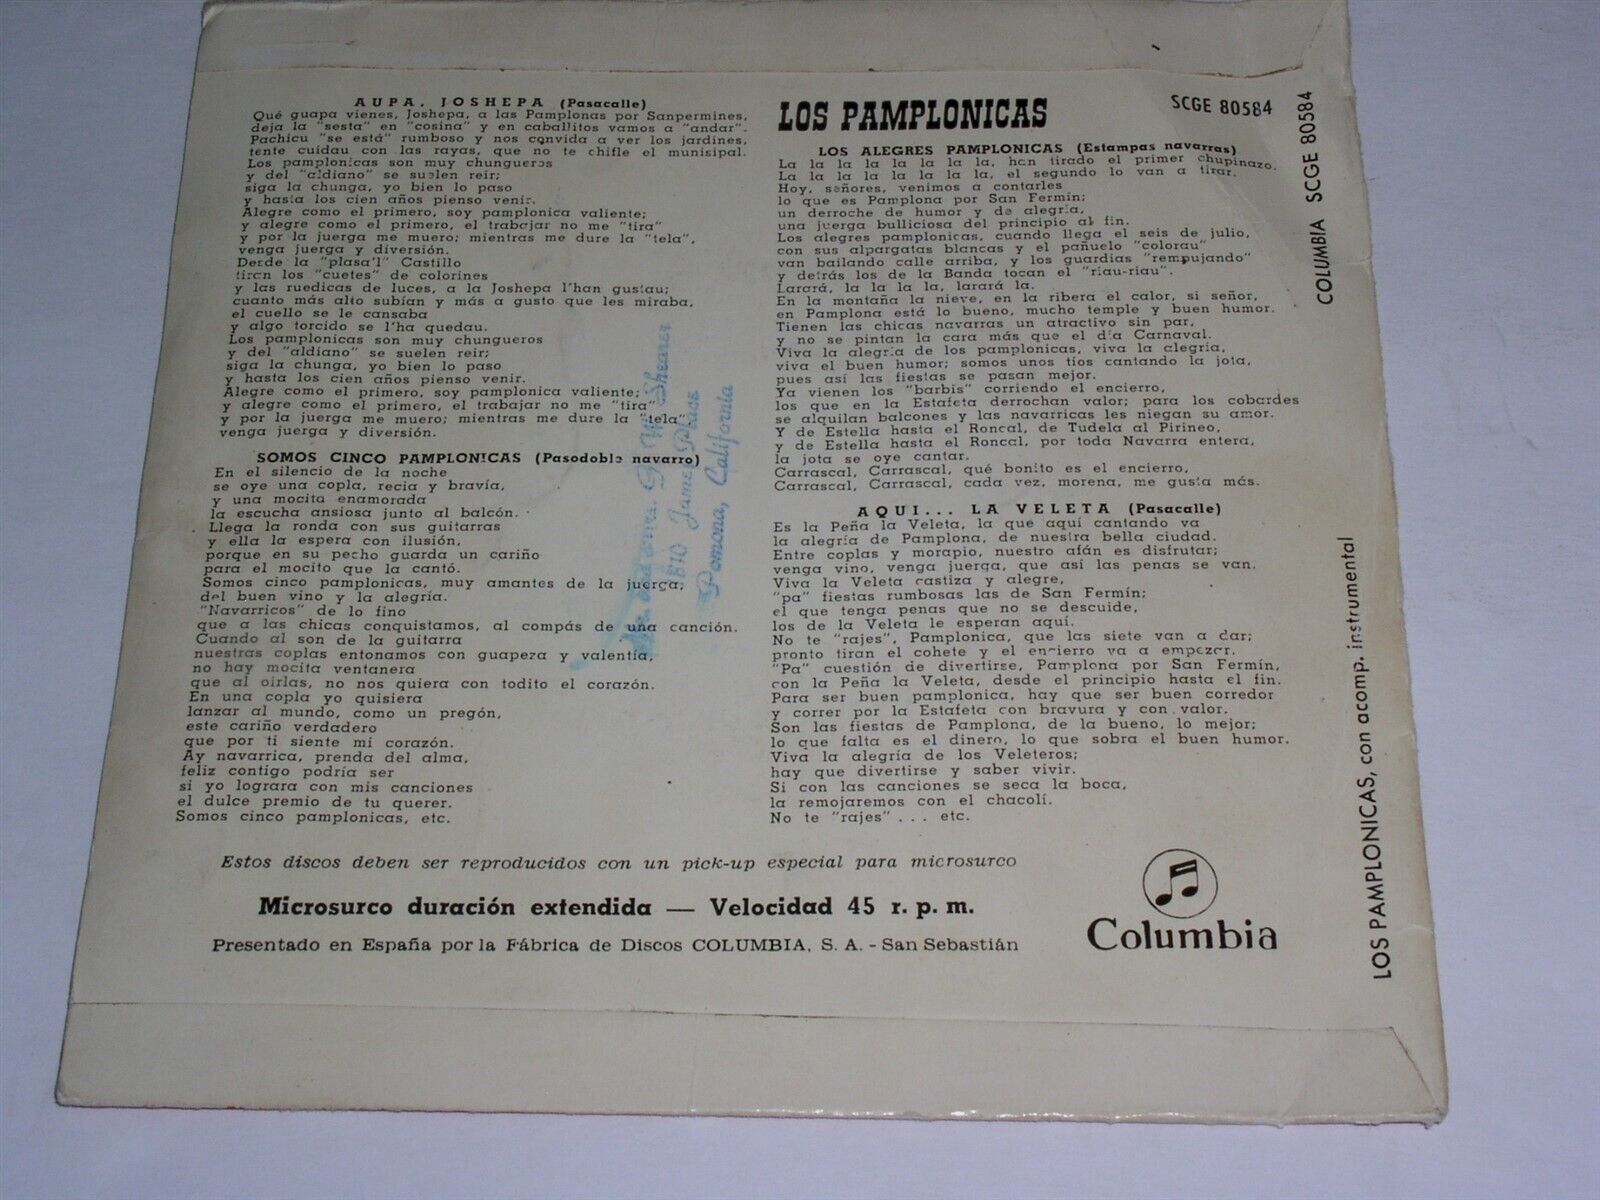 AUPA, JOSHEPA (Pasacalle)
Qué guapa vienes, Joshepa, a las Pamplonas por Sanpermines,
deja la "sesta" en "cosina" y en caballitos vamos a "andar".
Pachicu "se está" rumboso y nos convida a ver los jardines,
tente cuidau con las rayas, que no te chifle el munisipal.
Los pamplonicas son muy chungueros
y del "aldiano" se suelen reir;
siga la chunga, yo bien lo paso
y hasta los cien años pienso venir.
Alegre como el primero, soy pamplonica valiente;
y alegre como el primero, el trabajar no me "tira"
y por la juerga me muero; mientras me dure la "tela",
venga juerga y diversión.
Desde la "plasa'l" Castillo
tiran los "cuetes" de colorines
y las ruedicas de luces, a la Joshepa l'han gustau;
cuanto más alto subían y más a gusto que les miraba,
el cuello se le cansaba
y algo torcido se l'ha quedau.
Los pamplonicas son muy chungueros
y del "aldiano" se suelen reir;
siga la chunga, yo bien lo paso
y hasta los cien años pienso venir.
Alegre como el primero, soy pamplonica valiente;
y alegre como el primero, el trabajar no me "tira"
y por la juerga me muero; mientras me dure la "tela",
venga juerga y diversión.
SOMOS CINCO PAMPLONICAS (Pasodoble navarro)
En el silencio de la noche
se oye una copla, recia y bravía,
y una mocita enamorada
la escucha ansiosa junto al balcón.
Llega la ronda con sus guitarras
y ella la espera con ilusión,
porque en su pecho guarda un cariño
para el mocito que la cantó.
Somos cinco pamplonicas, muy amantes de la juerga,
del buen vino y la alegría.
"Navarricos" de lo fino
que a las chicas conquistamos, al compás de una canción.
Cuando al son de la guitarra
nuestras coplas entonamos con guapeza y valentía,
no hay mocita ventanera
que al oirlas, no nos quiera con todito el corazón.
En una copla yo quisiera
lanzar al mundo, como un pregón,
este cariño verdadero
que por ti siente mi corazón.
Ay navarrica, prenda del alma,
feliz contigo podría ser
si yo lograra con mis canciones
el dulce premio de tu querer.
Somos cinco pamplonicas, etc.
LOS PAMPLONICAS
SCGE 80584
LOS ALEGRES PAMPLONICAS (Estampas navarras)
La la la la la la la la, han tirado el primer chupinazo.
La la la la la la la la, el segundo lo van a tirar.
Hoy, señores, venimos a contarles
lo que es Pamplona por San Fermín;
un derroche de humor y de alegría,
una juerga bulliciosa del principio al fin.
Los alegres pamplonicas, cuando llega el seis de julio,
con sus alpargatas blancas y el pañuelo "colorau"
van bailando calle arriba, y los guardias "rempujando"
y detrás los de la Banda tocan el "riau-riau".
Larará, la la la la, larará la.
En la montaña la nieve, en la ribera el calor, si señor,
en Pamplona está lo bueno, mucho temple y buen humor.
Tienen las chicas navarras un atractivo sin par,
y no se pintan la cara más que el día Carnaval.
Viva la alegría de los pamplonicas, viva la alegría,
viva el buen humor; somos unos tios cantando la jota,
pues así las fiestas se pasan mejor.
Ya vienen los "barbis" corriendo el encierro,
los que en la Estafeta derrochan valor; para los cobardes
se alquilan balcones y las navarricas les niegan su amor.
Y de Estella hasta el Roncal, de Tudela al Pirineo,
y de Estella hasta el Roncal, por toda Navarra entera,
la jota se oye cantar.
Carrascal, Carrascal, qué bonito es el encierro,
Carrascal, Carrascal, cada vez, morena, me gusta más.
AQUI... LA VELETA (Pasacalle)
Es la Peña la Veleta, la que aquí cantando va
la alegría de Pamplona, de nuestra bella ciudad.
Entre coplas y morapio, nuestro afán es disfrutar;
venga vino, venga juerga, que así las penas se van.
Viva la Veleta castiza y alegre,
"pa" fiestas rumbosas las de San Fermín;
el que tenga penas que no se descuide,
los de la Veleta le esperan aquí.
No te "rajes", Pamplonica, que las siete van a dar;
pronto tiran el cohete y el encierro va a empezar.
"Pa" cuestión de divertirse, Pamplona por San Fermín,
con la Peña la Veleta, desde el principio hasta el fin.
Para ser buen pamplonica, hay que ser buen corredor
y correr por la Estafeta con bravura y con valor.
Son las fiestas de Pamplona, de la bueno, lo mejor;
lo que falta es el dinero, lo que sobra el buen humor.
Viva la alegría de los Veleteros;
hay que divertirse y saber vivir.
Si con las canciones se seca la boca,
la remojaremos con el chacolí.
No te "rajes" . . . etc.
Estos discos deben ser reproducidos con un pick-up especial para microsurco
Microsurco duración extendida — Velocidad 45 r. p. m.
Presentado en España por la Fábrica de Discos COLUMBIA, S. A. - San Sebastián
Columbia
COLUMBIA SCGE 80584
LOS PAMPLONICAS, con acomp. instrumental
Shearer
810 Place
Pomona, California